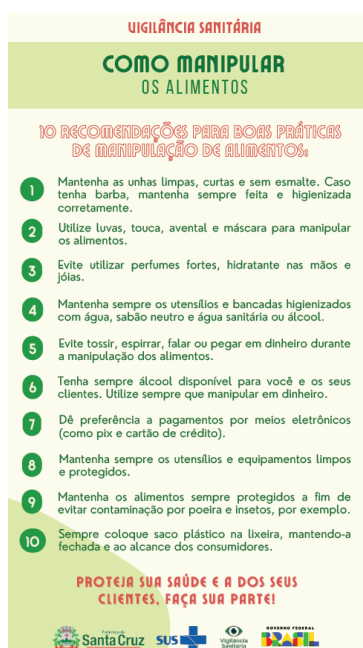 VIGILÂNCIA SANITÁRIA
COMO MANIPULAR
OS ALIMENTOS
10 RECOMENDAÇÕES PARA BOAS PRÁTICAS
DE MANIPULAÇÃO DE ALIMENTOS:
1 Mantenha as unhas limpas, curtas e sem esmalte. Caso
tenha barba, mantenha sempre feita e higienizada
corretamente.
2 Utilize luvas, touca, avental e máscara para manipular
os alimentos.
3 Evite utilizar perfumes fortes, hidratante nas mãos e
jóias.
4 Mantenha sempre os utensílios e bancadas higienizados
com água, sabão neutro e água sanitária ou álcool.
5 Evite tossir, espirrar, falar ou pegar em dinheiro durante
a manipulação dos alimentos.
6 Tenha sempre álcool disponível para você e os seus
clientes. Utilize sempre que manipular em dinheiro.
7 Dê preferência a pagamentos por meios eletrônicos
(como pix e cartão de crédito).
8 Mantenha sempre os utensílios e equipamentos limpos
e protegidos.
9 Mantenha os alimentos sempre protegidos a fim de
evitar contaminação por poeira e insetos, por exemplo.
10 Sempre coloque saco plástico na lixeira, mantendo-a
fechada e ao alcance dos consumidores.
PROTEJA SUA SAÚDE E A DOS SEUS
CLIENTES, FAÇA SUA PARTE!
Prefeitura de
Santa Cruz
SUS
Vigilância
Sanitária
GOVERNO FEDERAL
BRASIL